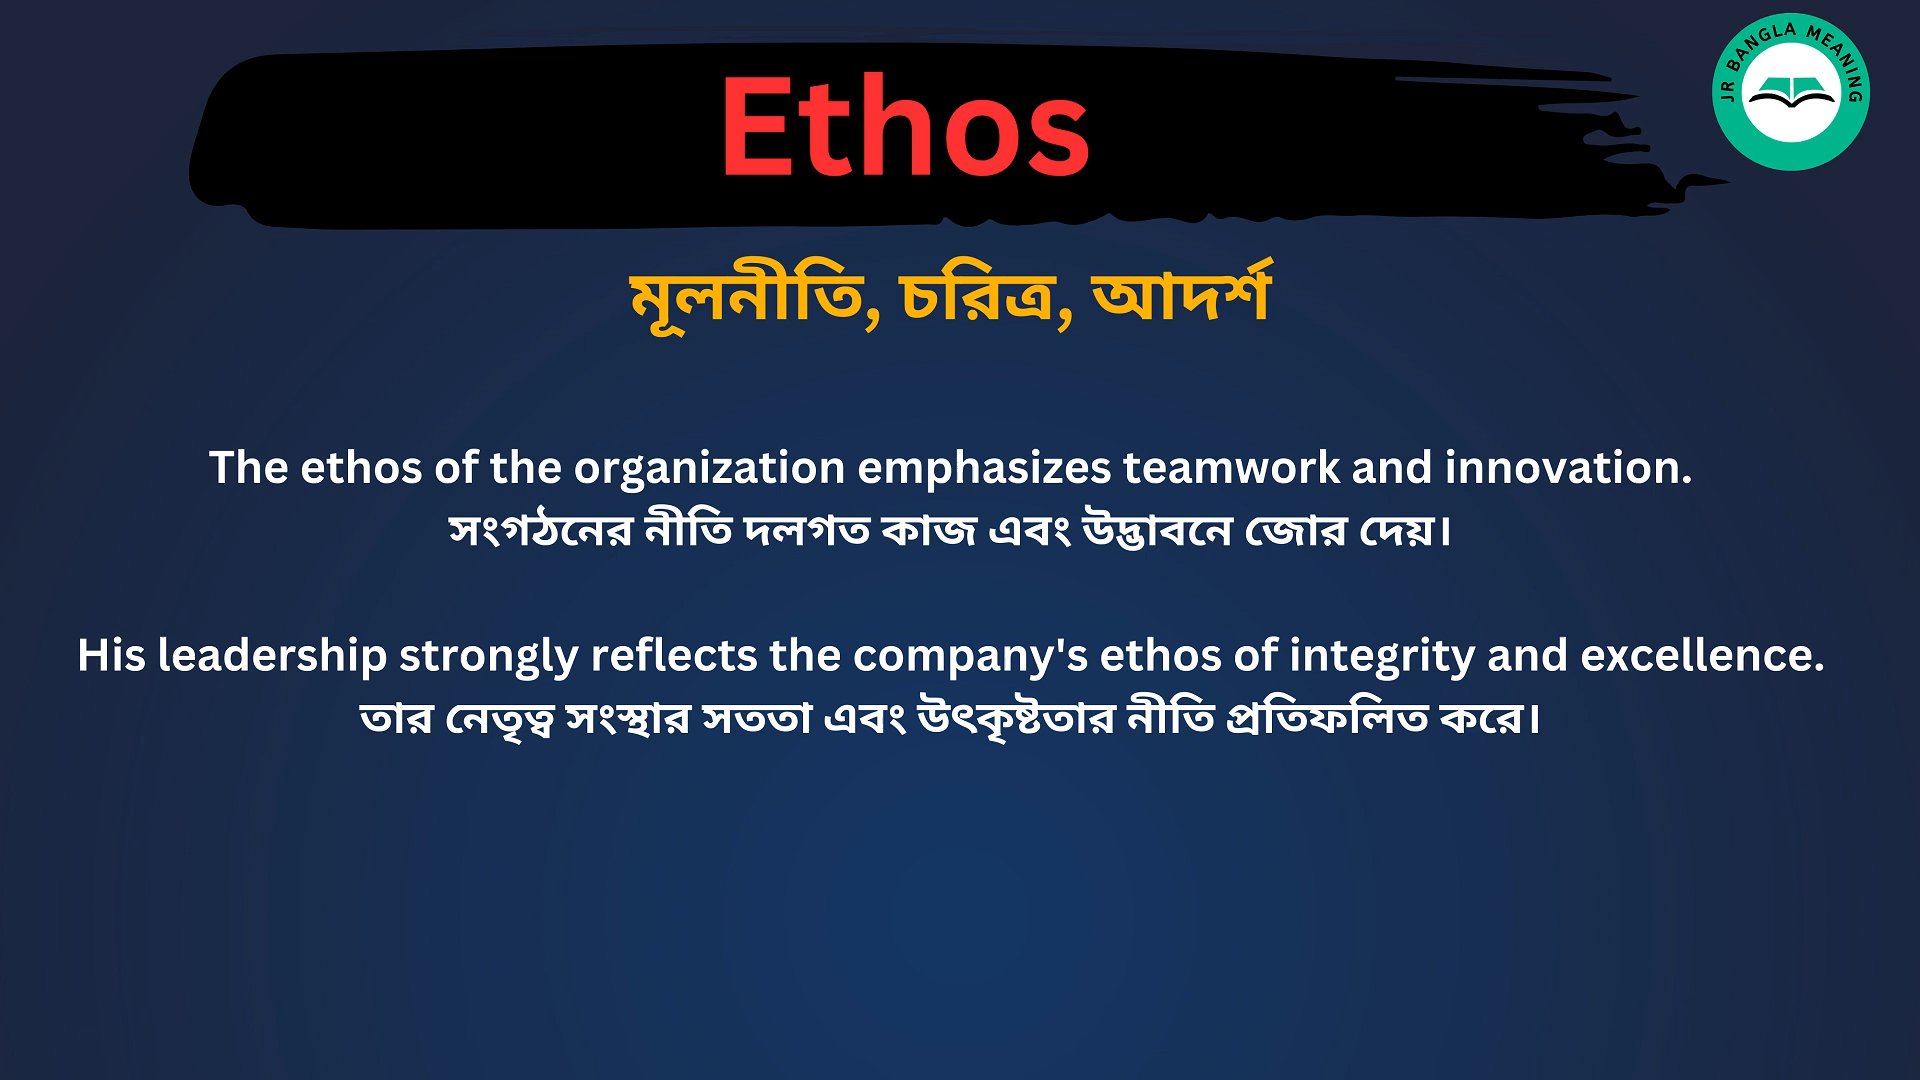 JR BANGLA MEANING
Ethos
মূলনীতি, চরিত্র, আদর্শ
The ethos of the organization emphasizes teamwork and innovation.
সংগঠনের নীতি দলগত কাজ এবং উদ্ভাবনে জোর দেয়।
His leadership strongly reflects the company's ethos of integrity and excellence.
তার নেতৃত্ব সংস্থার সততা এবং উৎকৃষ্টতার নীতি প্রতিফলিত করে।